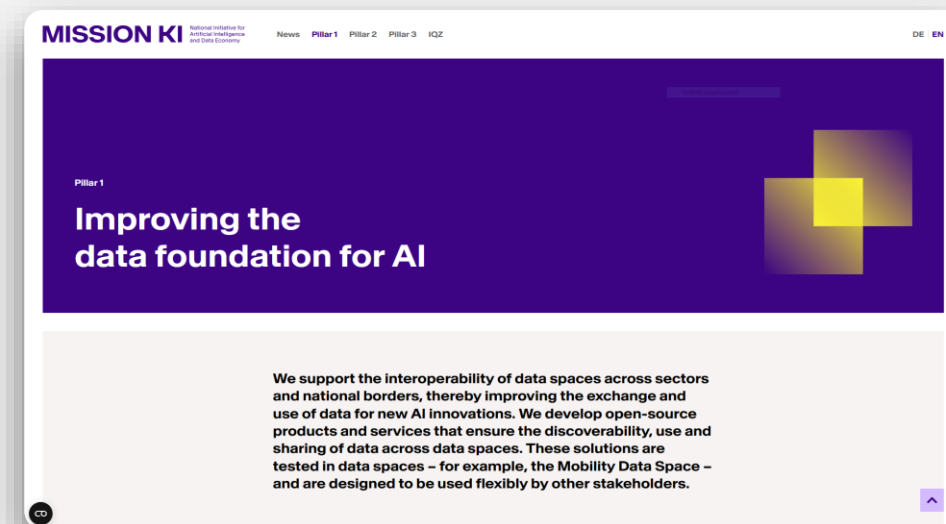 MISSION KI
National Initiative for
Artificial Intelligence
and Data Economy
News Pillar 1 Pillar 2 Pillar 3 IQZ
DE EN
Pillar 1
Improving the
data foundation for AI
We support the interoperability of data spaces across sectors
and national borders, thereby improving the exchange and
use of data for new AI innovations. We develop open-source
products and services that ensure the discoverability, use and
sharing of data across data spaces. These solutions are
tested in data spaces – for example, the Mobility Data Space –
and are designed to be used flexibly by other stakeholders.